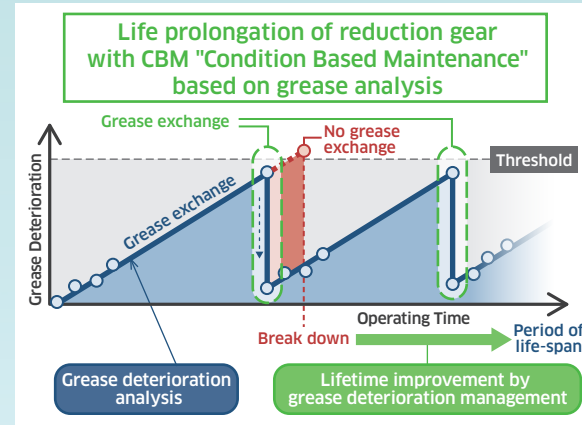 Life prolongation of reduction gear
with CBM "Condition Based Maintenance"
based on grease analysis
Grease exchange
No grease
exchange
Threshold
Grease Deterioration
Grease exchange
Operating Time
Break down
Period of
life-span
Grease deterioration
analysis
Lifetime improvement by
grease deterioration management